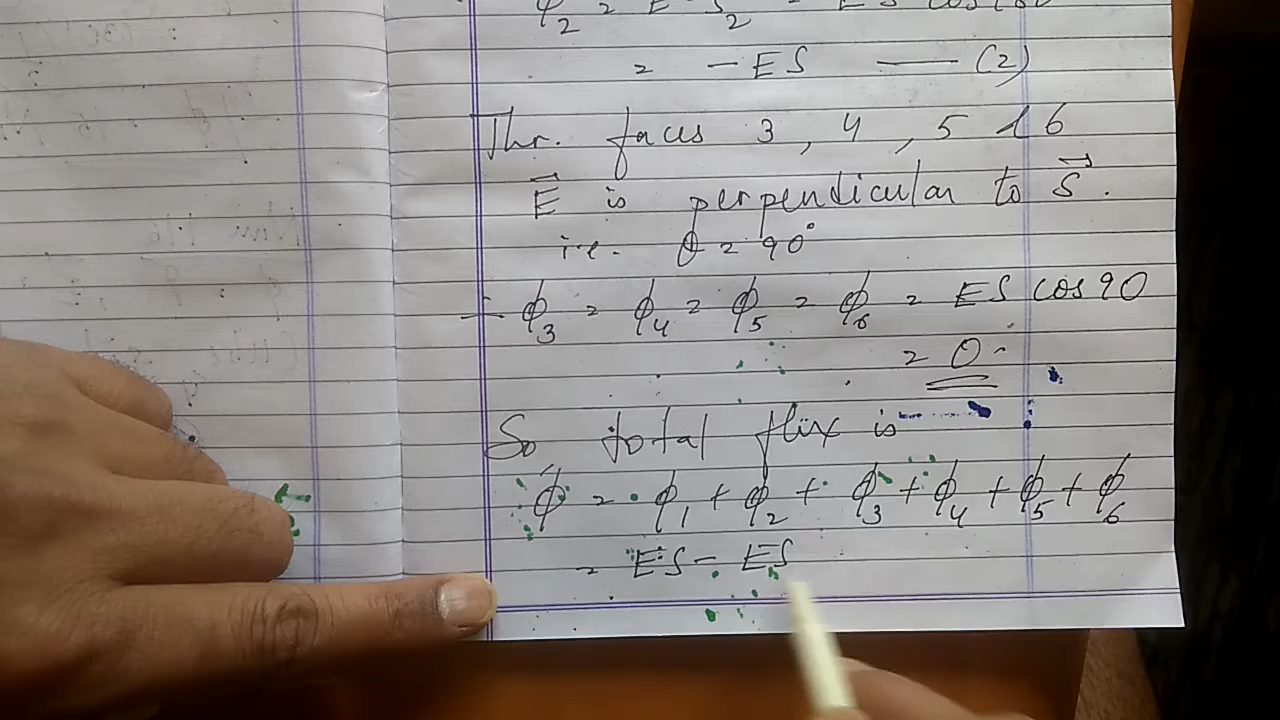 = - ES —— (2)
Thr. faces 3, 4, 5 & 6
E⃗ is perpendicular to S⃗.
i.e. θ = 90°
∴ ϕ₃ = ϕ₄ = ϕ₅ = ϕ₆ = ES cos 90
= 0.
So total flux is
ϕ = ϕ₁ + ϕ₂ + ϕ₃ + ϕ₄ + ϕ₅ + ϕ₆
= ES - ES